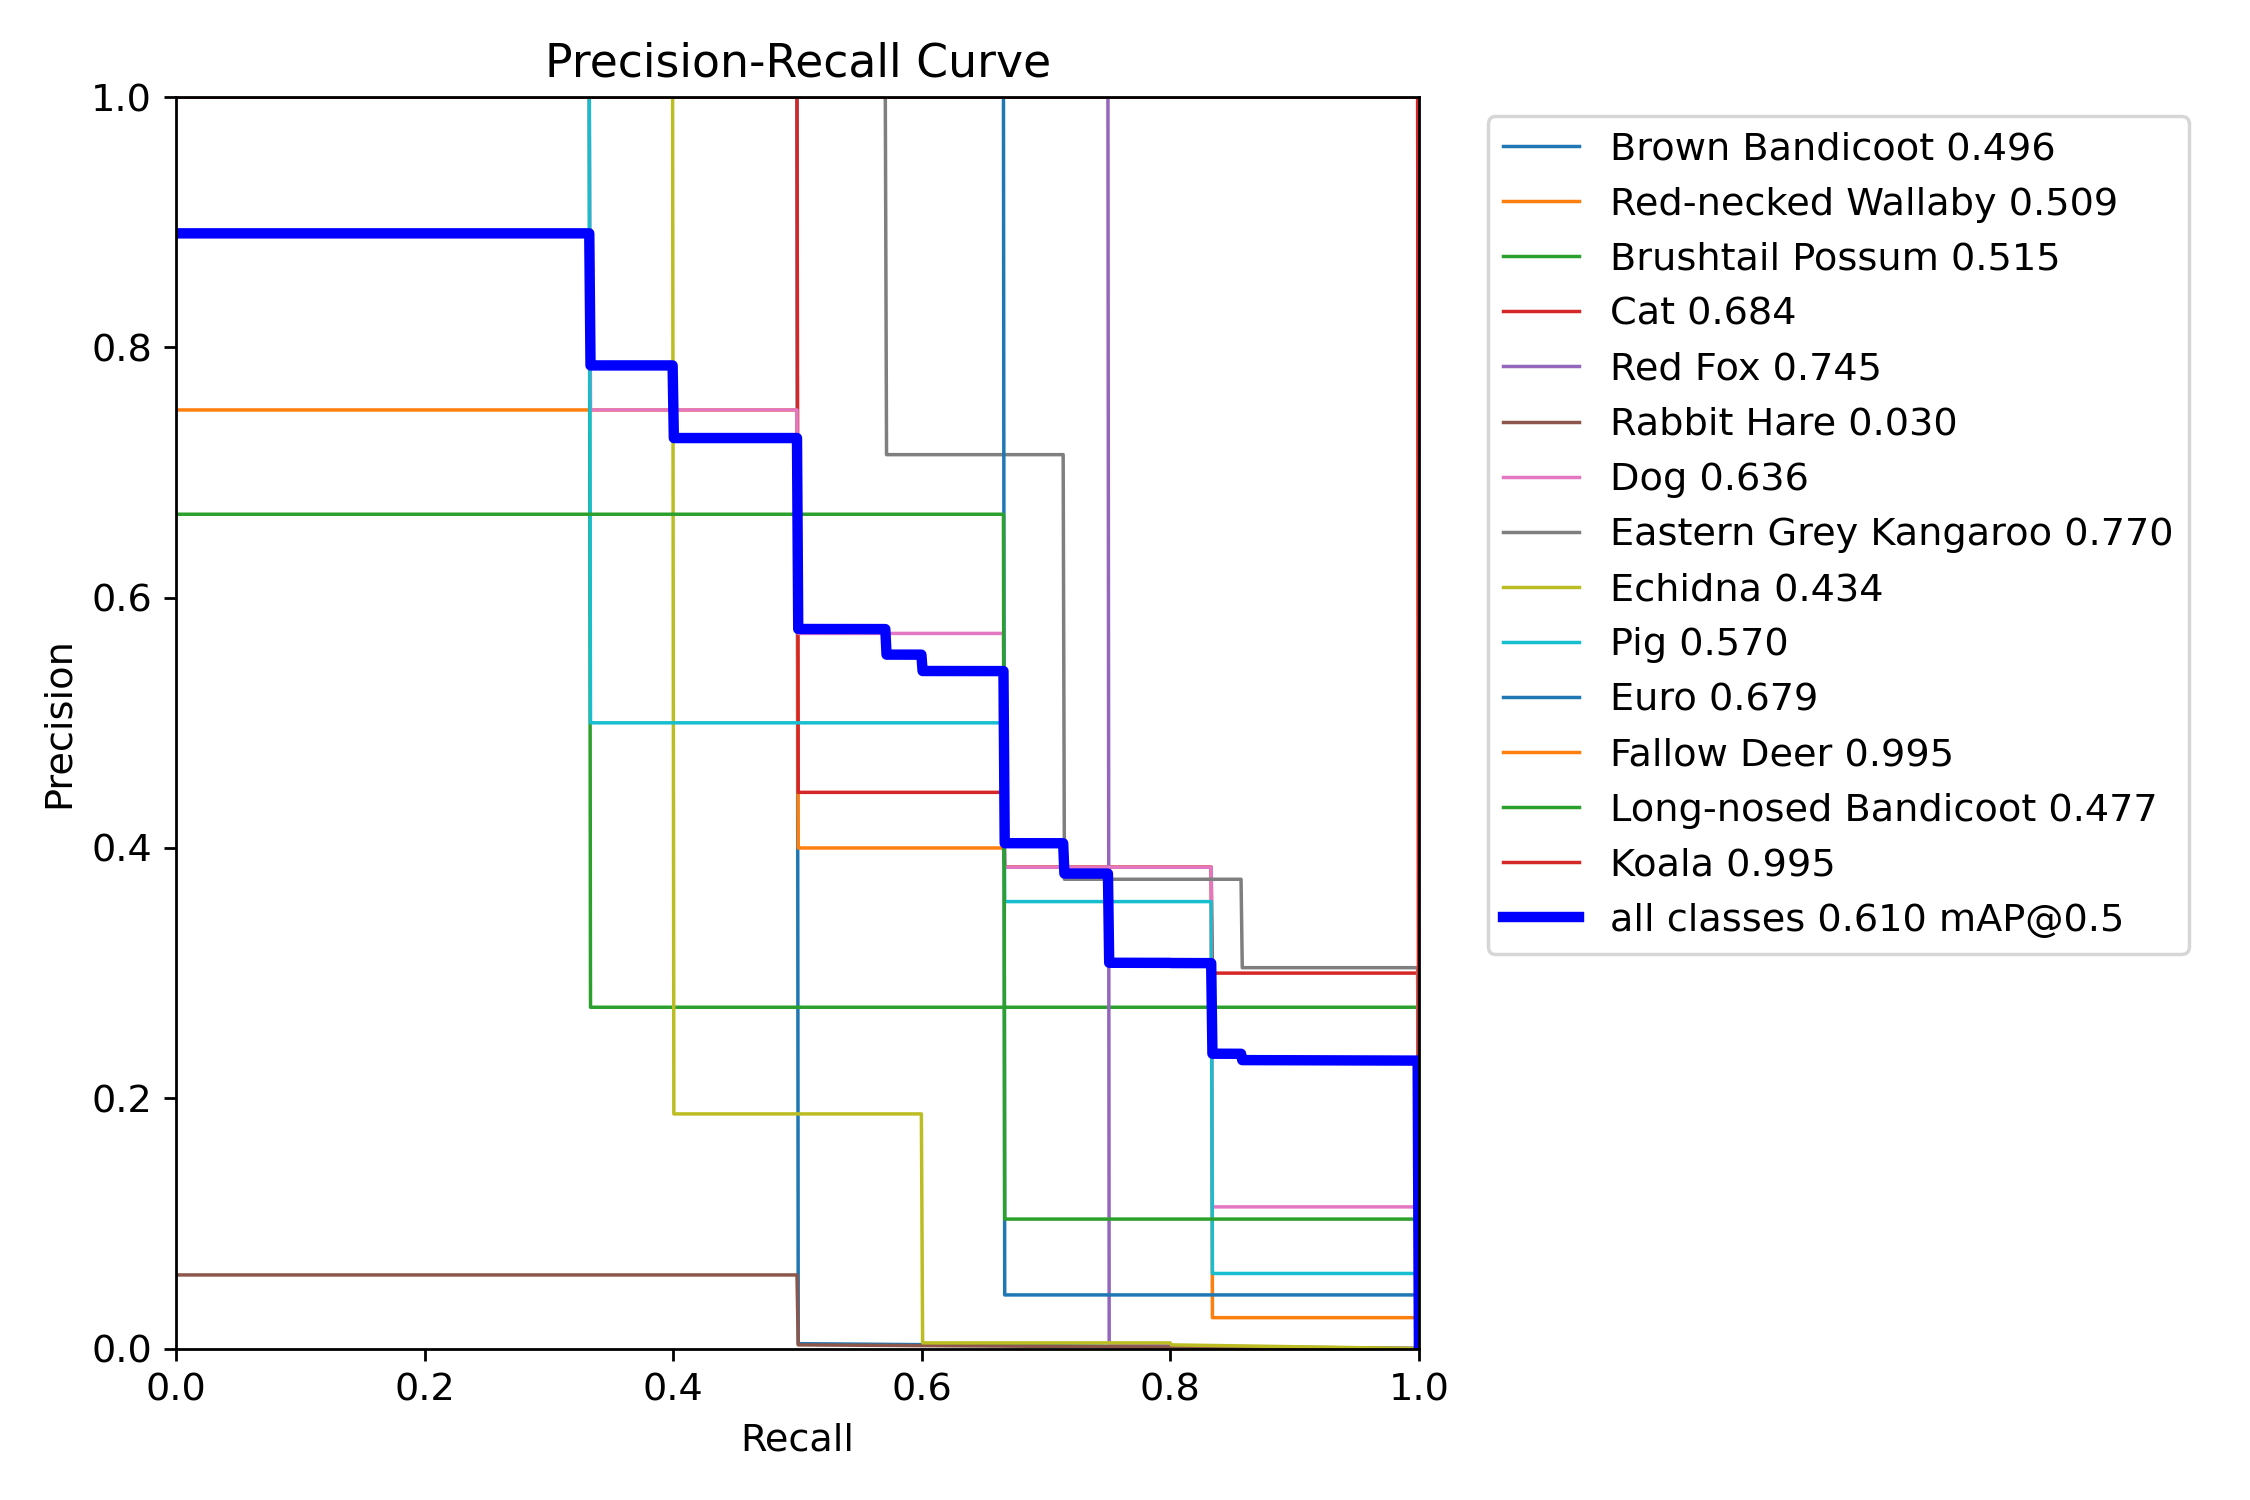 Precision-Recall Curve
1.0
0.8
0.6
0.4
0.2
0.0
Precision
0.0 0.2 0.4 0.6 0.8 1.0
Recall
Brown Bandicoot 0.496
Red-necked Wallaby 0.509
Brushtail Possum 0.515
Cat 0.684
Red Fox 0.745
Rabbit Hare 0.030
Dog 0.636
Eastern Grey Kangaroo 0.770
Echidna 0.434
Pig 0.570
Euro 0.679
Fallow Deer 0.995
Long-nosed Bandicoot 0.477
Koala 0.995
all classes 0.610 mAP@0.5